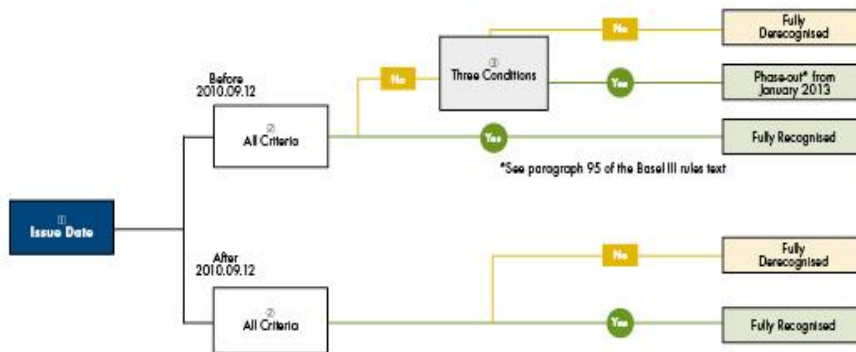 No
Fully
Derecognised
③
Three Conditions
Before
2010.09.12
No
Yes
Phase-out* from
January 2013
②
All Criteria
Yes
Fully Recognised
*See paragraph 95 of the Basel III rules text
①
Issue Date
After
2010.09.12
No
Fully
Derecognised
②
All Criteria
Yes
Fully Recognised